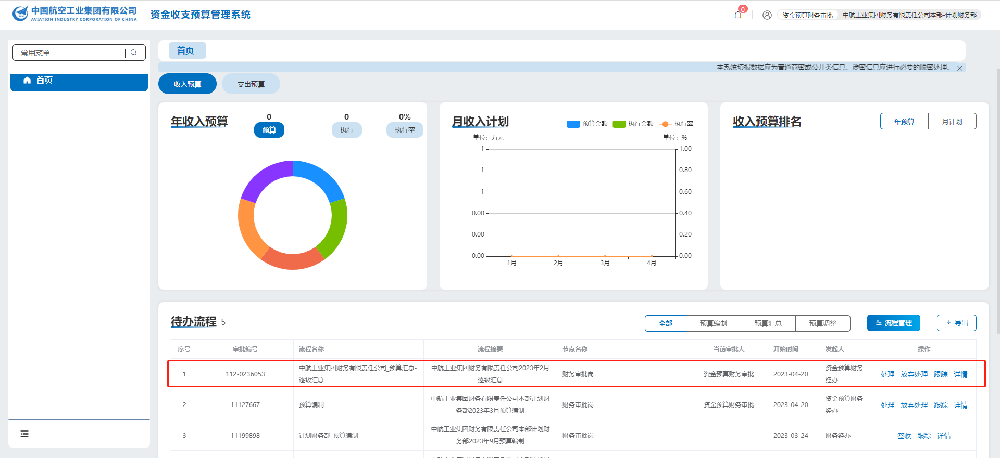 中国航空工业集团有限公司
AVIATION INDUSTRY CORPORATION OF CHINA
资金收支预算管理系统
0
资金预算财务审批 中航工业集团财务有限责任公司本部-计划财务部
常用菜单
首页
首页
本系统填报数据应为普通商密或公开类信息，涉密信息应进行必要的脱密处理。
收入预算 支出预算
年收入预算
0 0 0%
预算 执行 执行率
月收入计划
预算金额 执行金额 执行率
单位：万元 单位：%
1 1.00
1 0.80
1 0.60
0.00 0.40
0.00 0.20
0.00 0.00
1月 2月 3月 4月
收入预算排名
年预算 月计划
待办流程 5
全部 预算编制 预算汇总 预算调整 流程管理 导出
序号 审批编号 流程名称 流程摘要 节点名称 当前审批人 开始时间 发起人 操作
1 112-0236053 中航工业集团财务有限责任公司_预算汇总- 中航工业集团财务有限责任公司2023年2月 财务审批岗 资金预算财务审批 2023-04-20 资金预算财务 处理 放弃处理 跟踪 详情
逐级汇总 逐级汇总 经办
2 11127667 预算编制 中航工业集团财务有限责任公司本部计划财 财务审批岗 资金预算财务审批 2023-04-20 资金预算财务 处理 放弃处理 跟踪 详情
务部2023年3月预算编制 经办
3 11199898 计划财务部_预算编制 中航工业集团财务有限责任公司本部计划财 财务审批岗 2023-03-24 财务经办 签收 跟踪 详情
务部2023年9月预算编制